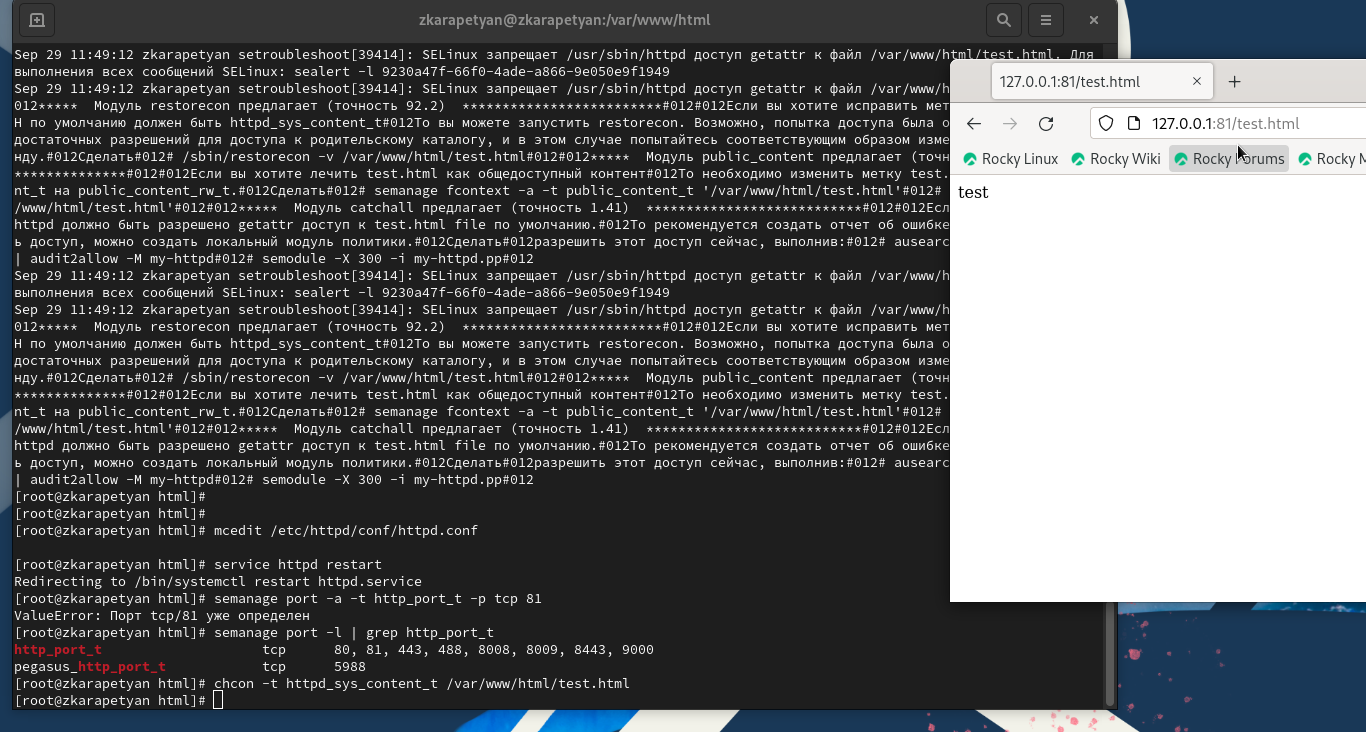 zkarapetyan@zkarapetyan:/var/www/html
Sep 29 11:49:12 zkarapetyan setroubleshoot[39414]: SELinux запрещает /usr/sbin/httpd доступ getattr к файл /var/www/html/test.html. Для
выполнения всех сообщений SELinux: sealert -l 9230a47f-66f0-4ade-a866-9e050e9f1949
Sep 29 11:49:12 zkarapetyan setroubleshoot[39414]: SELinux запрещает /usr/sbin/httpd доступ getattr к файл /var/www/h
012*****  Модуль restorecon предлагает (точность 92.2)  ************************#012#012Если вы хотите исправить мет
Н по умолчанию должен быть httpd_sys_content_t#012То вы можете запустить restorecon. Возможно, попытка доступа была о
достаточных разрешений для доступа к родительскому каталогу, и в этом случае попытайтесь соответствующим образом изме
нду.#012Сделать#012# /sbin/restorecon -v /var/www/html/test.html#012#012*****  Модуль public_content предлагает (точн
**************#012#012Если вы хотите лечить test.html как общедоступный контент#012То необходимо изменить метку test.
nt_t на public_content_rw_t.#012Сделать#012# semanage fcontext -a -t public_content_t '/var/www/html/test.html'#012#
/www/html/test.html'#012#012*****  Модуль catchall предлагает (точность 1.41)  **************************#012#012Есл
httpd должно быть разрешено getattr доступ к test.html file по умолчанию.#012То рекомендуется создать отчет об ошибке
ь доступ, можно создать локальный модуль политики.#012Сделать#012разрешить этот доступ сейчас, выполнив:#012# ausearc
| audit2allow -M my-httpd#012# semodule -X 300 -i my-httpd.pp#012
Sep 29 11:49:12 zkarapetyan setroubleshoot[39414]: SELinux запрещает /usr/sbin/httpd доступ getattr к файл /var/www/h
выполнения всех сообщений SELinux: sealert -l 9230a47f-66f0-4ade-a866-9e050e9f1949
Sep 29 11:49:12 zkarapetyan setroubleshoot[39414]: SELinux запрещает /usr/sbin/httpd доступ getattr к файл /var/www/h
012*****  Модуль restorecon предлагает (точность 92.2)  ************************#012#012Если вы хотите исправить мет
Н по умолчанию должен быть httpd_sys_content_t#012То вы можете запустить restorecon. Возможно, попытка доступа была о
достаточных разрешений для доступа к родительскому каталогу, и в этом случае попытайтесь соответствующим образом изме
нду.#012Сделать#012# /sbin/restorecon -v /var/www/html/test.html#012#012*****  Модуль public_content предлагает (точн
**************#012#012Если вы хотите лечить test.html как общедоступный контент#012То необходимо изменить метку test.
nt_t на public_content_rw_t.#012Сделать#012# semanage fcontext -a -t public_content_t '/var/www/html/test.html'#012#
/www/html/test.html'#012#012*****  Модуль catchall предлагает (точность 1.41)  **************************#012#012Есл
httpd должно быть разрешено getattr доступ к test.html file по умолчанию.#012То рекомендуется создать отчет об ошибке
ь доступ, можно создать локальный модуль политики.#012Сделать#012разрешить этот доступ сейчас, выполнив:#012# ausearc
| audit2allow -M my-httpd#012# semodule -X 300 -i my-httpd.pp#012
[root@zkarapetyan html]#
[root@zkarapetyan html]#
[root@zkarapetyan html]# mcedit /etc/httpd/conf/httpd.conf
[root@zkarapetyan html]# service httpd restart
Redirecting to /bin/systemctl restart httpd.service
[root@zkarapetyan html]# semanage port -a -t http_port_t -p tcp 81
ValueError: Порт tcp/81 уже определен
[root@zkarapetyan html]# semanage port -l | grep http_port_t
http_port_t                    tcp      80, 81, 443, 488, 8008, 8009, 8443, 9000
pegasus_http_port_t            tcp      5988
[root@zkarapetyan html]# chcon -t httpd_sys_content_t /var/www/html/test.html
[root@zkarapetyan html]#
127.0.0.1:81/test.html
127.0.0.1:81/test.html
Rocky Linux Rocky Wiki Rocky Forums Rocky M
test